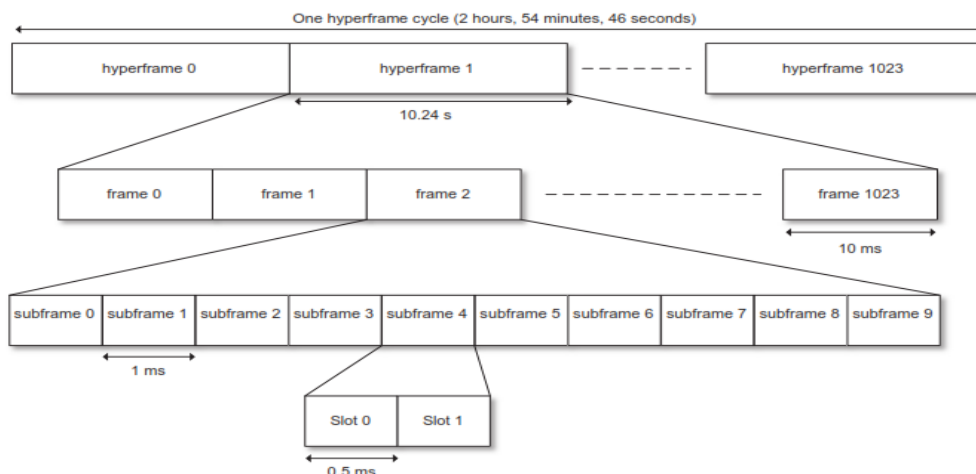 One hyperframe cycle (2 hours, 54 minutes, 46 seconds)
hyperframe 0 hyperframe 1 hyperframe 1023
10.24 s
frame 0 frame 1 frame 2 frame 1023
10 ms
subframe 0 subframe 1 subframe 2 subframe 3 subframe 4 subframe 5 subframe 6 subframe 7 subframe 8 subframe 9
1 ms
Slot 0 Slot 1
0.5 ms